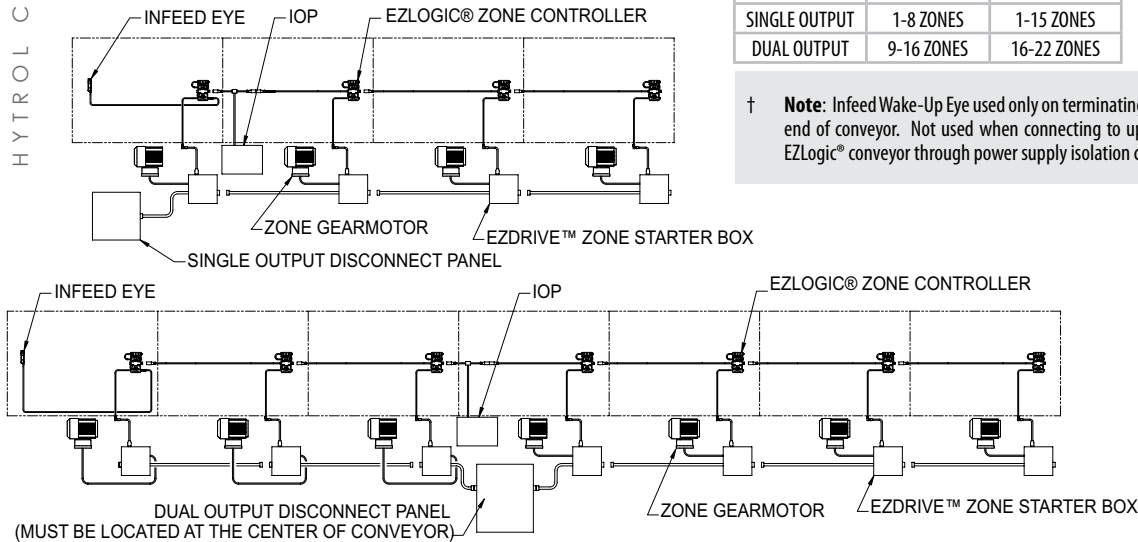 HYTROL C
INFEED EYE
IOP
EZLOGIC® ZONE CONTROLLER
ZONE GEARMOTOR
EZDRIVE™ ZONE STARTER BOX
SINGLE OUTPUT DISCONNECT PANEL
SINGLE OUTPUT 1-8 ZONES 1-15 ZONES
DUAL OUTPUT 9-16 ZONES 16-22 ZONES
† Note: Infeed Wake-Up Eye used only on terminating
end of conveyor. Not used when connecting to up
EZLogic® conveyor through power supply isolation c
INFEED EYE
IOP
EZLOGIC® ZONE CONTROLLER
DUAL OUTPUT DISCONNECT PANEL
(MUST BE LOCATED AT THE CENTER OF CONVEYOR)
ZONE GEARMOTOR
EZDRIVE™ ZONE STARTER BOX